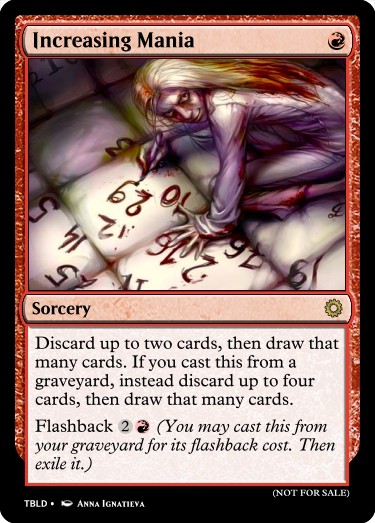 Increasing Mania
Sorcery
Discard up to two cards, then draw that
many cards. If you cast this from a
graveyard, instead discard up to four
cards, then draw that many cards.
Flashback 2 (You may cast this from
your graveyard for its flashback cost. Then
exile it.)
(NOT FOR SALE)
TBLD • Anna Ignatieva